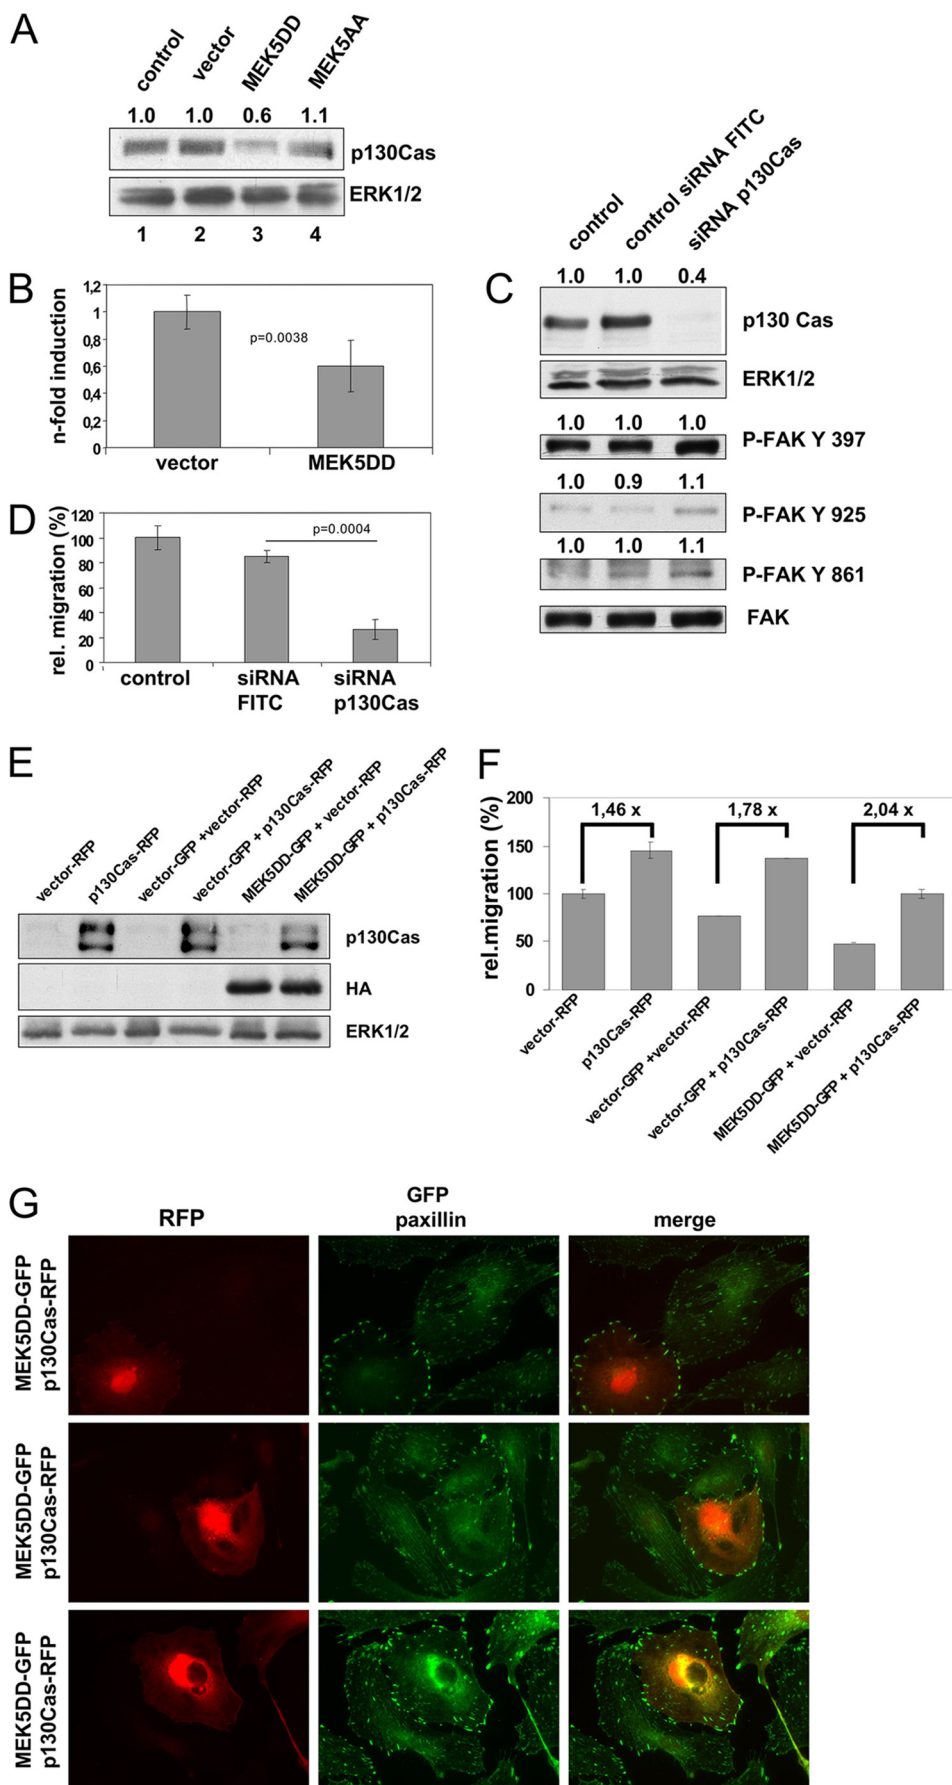 A
control
vector
MEK5DD
MEK5AA
1.0 1.0 0.6 1.1
p130Cas
ERK1/2
1 2 3 4
B
n-fold induction
1,2
1
0,8
0,6
0,4
0,2
0
p=0.0038
vector MEK5DD
C
control
control siRNA FITC
siRNA p130Cas
1.0 1.0 0.4
p130 Cas
ERK1/2
1.0 1.0 1.0
P-FAK Y 397
1.0 0.9 1.1
P-FAK Y 925
1.0 1.0 1.1
P-FAK Y 861
FAK
D
rel. migration (%)
120
100
80
60
40
20
0
p=0.0004
control siRNA siRNA
FITC p130Cas
E
vector-RFP
p130Cas-RFP
vector-GFP +vector-RFP
vector-GFP + p130Cas-RFP
MEK5DD-GFP + vector-RFP
MEK5DD-GFP + p130Cas-RFP
p130Cas
HA
ERK1/2
F
rel.migration (%)
200
150
100
50
0
1,46 x 1,78 x 2,04 x
vector-RFP
p130Cas-RFP
vector-GFP +vector-RFP
vector-GFP + p130Cas-RFP
MEK5DD-GFP + vector-RFP
MEK5DD-GFP + p130Cas-RFP
G
RFP
GFP
paxillin
merge
MEK5DD-GFP
p130Cas-RFP
MEK5DD-GFP
p130Cas-RFP
MEK5DD-GFP
p130Cas-RFP